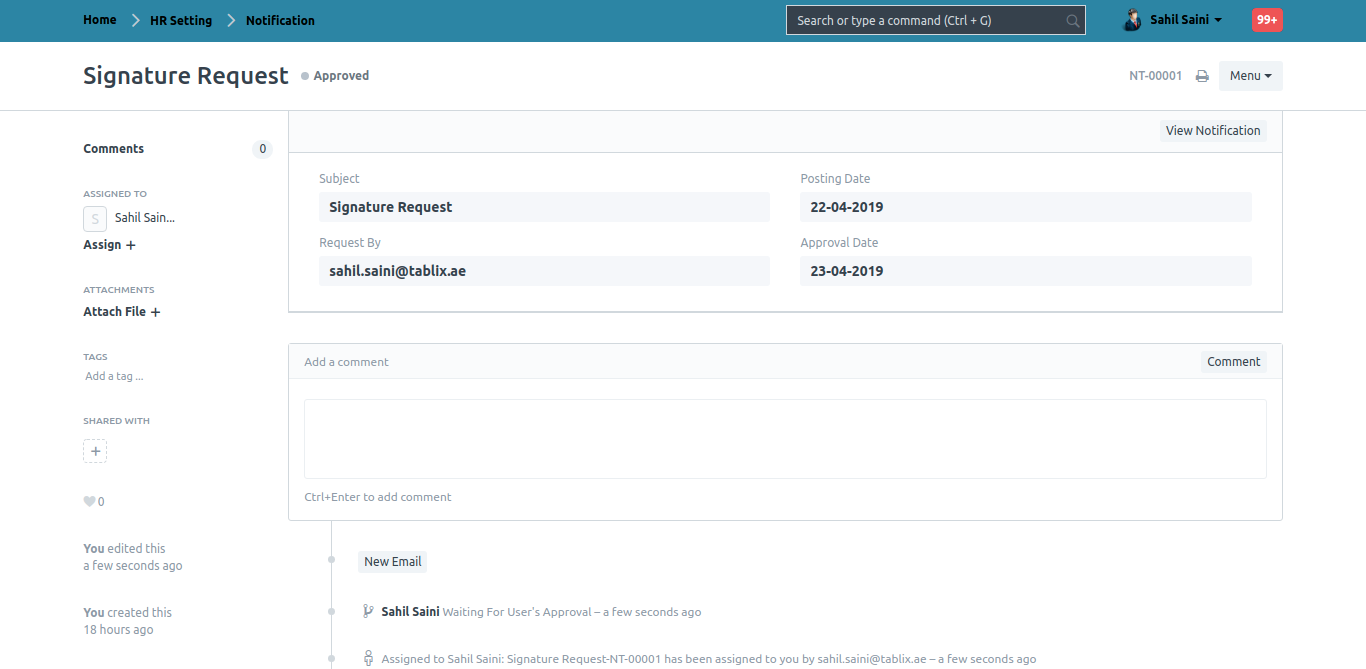 Home HR Setting Notification Search or type a command (Ctrl + G) Sahil Saini 99+
Signature Request Approved NT-00001 Menu
View Notification
Comments 0
ASSIGNED TO
S Sahil Sain...
Assign +
ATTACHMENTS
Attach File +
TAGS
Add a tag ...
SHARED WITH
+
0
You edited this
a few seconds ago
You created this
18 hours ago
Subject
Signature Request
Posting Date
22-04-2019
Request By
sahil.saini@tablix.ae
Approval Date
23-04-2019
Add a comment Comment
Ctrl+Enter to add comment
New Email
Sahil Saini Waiting For User's Approval – a few seconds ago
Assigned to Sahil Saini: Signature Request-NT-00001 has been assigned to you by sahil.saini@tablix.ae – a few seconds ago